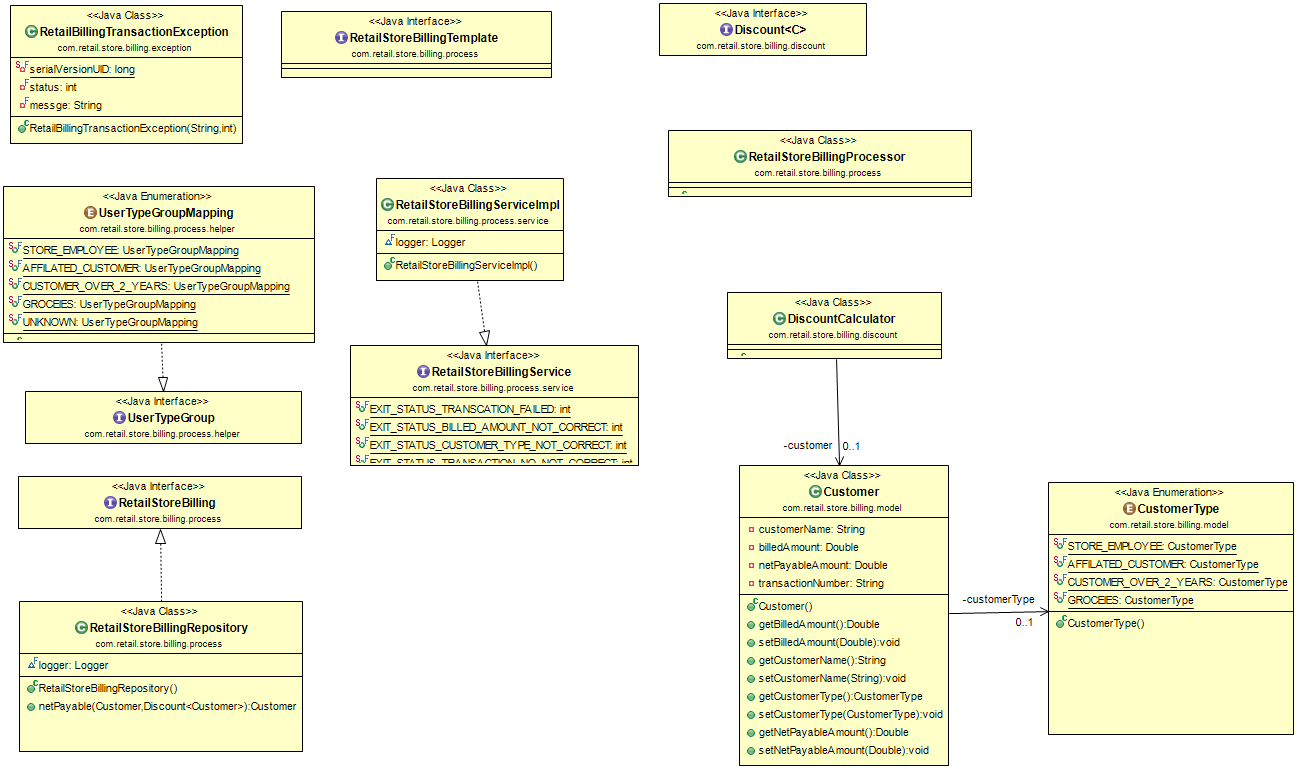 <<Java Class>>
RetailBillingTransactionException
com.retail.store.billing.exception
serialVersionUID: long
status: int
messge: String
RetailBillingTransactionException(String,int)
<<Java Interface>>
RetailStoreBillingTemplate
com.retail.store.billing.process
<<Java Interface>>
Discount<C>
com.retail.store.billing.discount
<<Java Class>>
RetailStoreBillingProcessor
com.retail.store.billing.process
<<Java Enumeration>>
UserTypeGroupMapping
com.retail.store.billing.process.helper
STORE_EMPLOYEE: UserTypeGroupMapping
AFFILATED_CUSTOMER: UserTypeGroupMapping
CUSTOMER_OVER_2_YEARS: UserTypeGroupMapping
GROCEIES: UserTypeGroupMapping
UNKNOWN: UserTypeGroupMapping
<<Java Class>>
RetailStoreBillingServiceImpl
com.retail.store.billing.process.service
logger: Logger
RetailStoreBillingServiceImpl()
<<Java Class>>
DiscountCalculator
com.retail.store.billing.discount
<<Java Interface>>
RetailStoreBillingService
com.retail.store.billing.process.service
EXIT_STATUS_TRANSCATION_FAILED: int
EXIT_STATUS_BILLED_AMOUNT_NOT_CORRECT: int
EXIT_STATUS_CUSTOMER_TYPE_NOT_CORRECT: int
EXIT_STATUS_TRANSACTION_NO_NOT_CORRECT: int
<<Java Interface>>
UserTypeGroup
com.retail.store.billing.process.helper
-customer
0..1
<<Java Interface>>
RetailStoreBilling
com.retail.store.billing.process
<<Java Class>>
Customer
com.retail.store.billing.model
customerName: String
billedAmount: Double
netPayableAmount: Double
transactionNumber: String
Customer()
getBilledAmount():Double
setBilledAmount(Double):void
getCustomerName():String
setCustomerName(String):void
getCustomerType():CustomerType
setCustomerType(CustomerType):void
getNetPayableAmount():Double
setNetPayableAmount(Double):void
-customerType
0..1
<<Java Enumeration>>
CustomerType
com.retail.store.billing.model
STORE_EMPLOYEE: CustomerType
AFFILATED_CUSTOMER: CustomerType
CUSTOMER_OVER_2_YEARS: CustomerType
GROCEIES: CustomerType
CustomerType()
<<Java Class>>
RetailStoreBillingRepository
com.retail.store.billing.process
logger: Logger
RetailStoreBillingRepository()
netPayable(Customer,Discount<Customer>):Customer